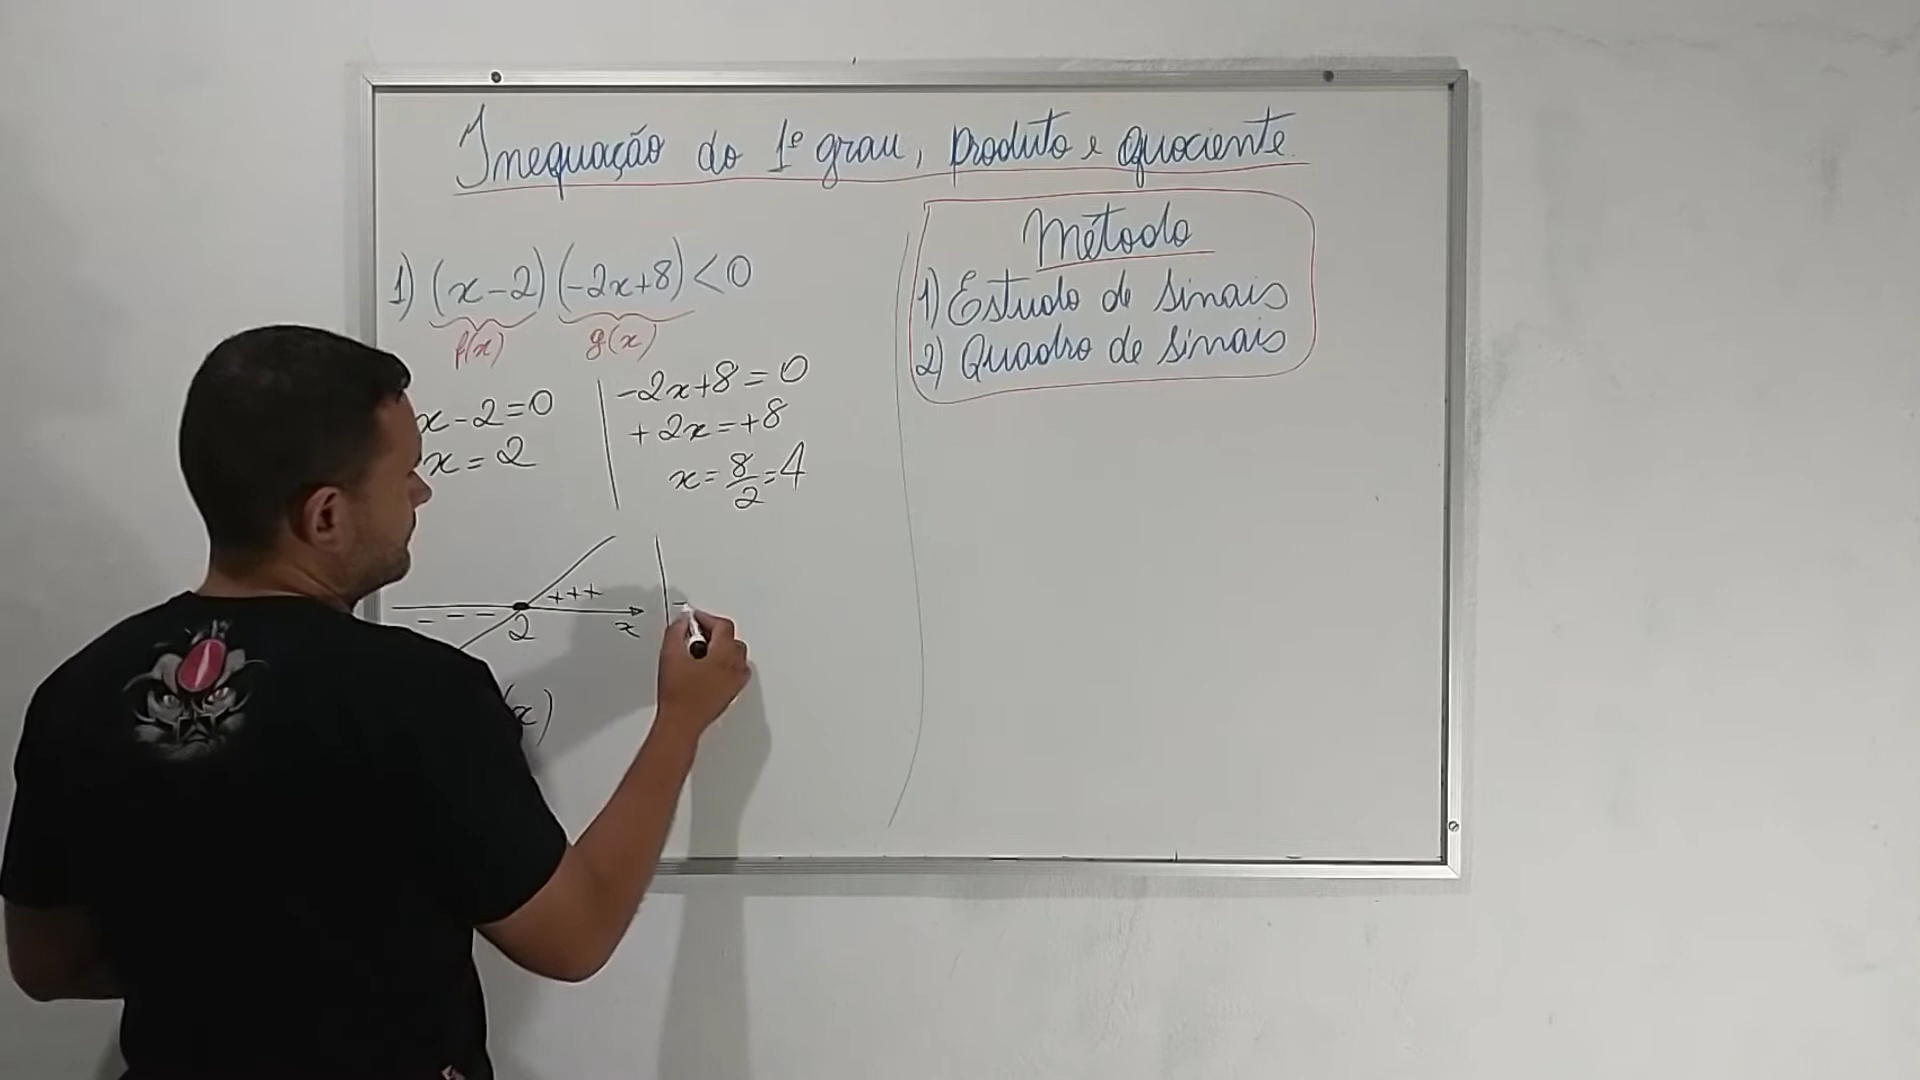 Inequação do 1º grau, produto e quociente.
1) (x-2)(-2x+8)<0
f(x) g(x)
x-2=0
x=2
-2x+8=0
+2x=+8
x=8/2=4
+++
---
2
x
x)
Método
1) Estudo de sinais
2) Quadro de sinais